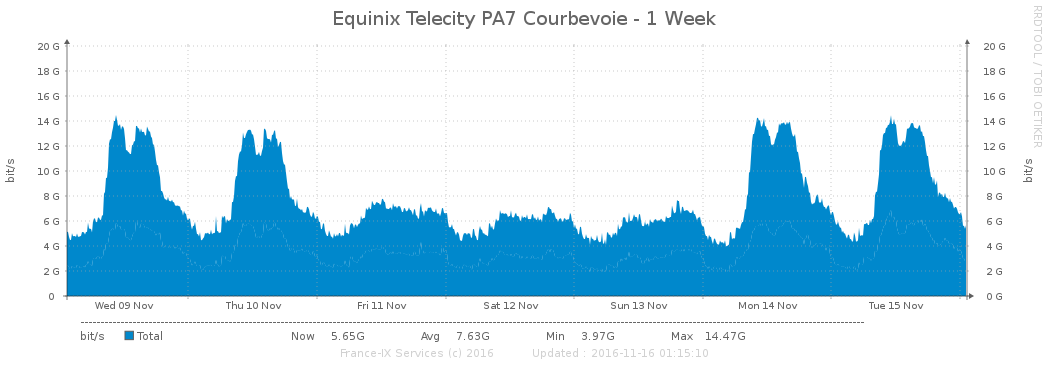 Equinix Telecity PA7 Courbevoie - 1 Week
RRDTOOL / TOBI OETIKER
bit/s
20 G 20 G
18 G 18 G
16 G 16 G
14 G 14 G
12 G 12 G
10 G 10 G
8 G 8 G
6 G 6 G
4 G 4 G
2 G 2 G
0 0 G
bit/s
Wed 09 Nov Thu 10 Nov Fri 11 Nov Sat 12 Nov Sun 13 Nov Mon 14 Nov Tue 15 Nov
bit/s Total Now 5.65G Avg 7.63G Min 3.97G Max 14.47G
France-IX Services (c) 2016 Updated : 2016-11-16 01:15:10